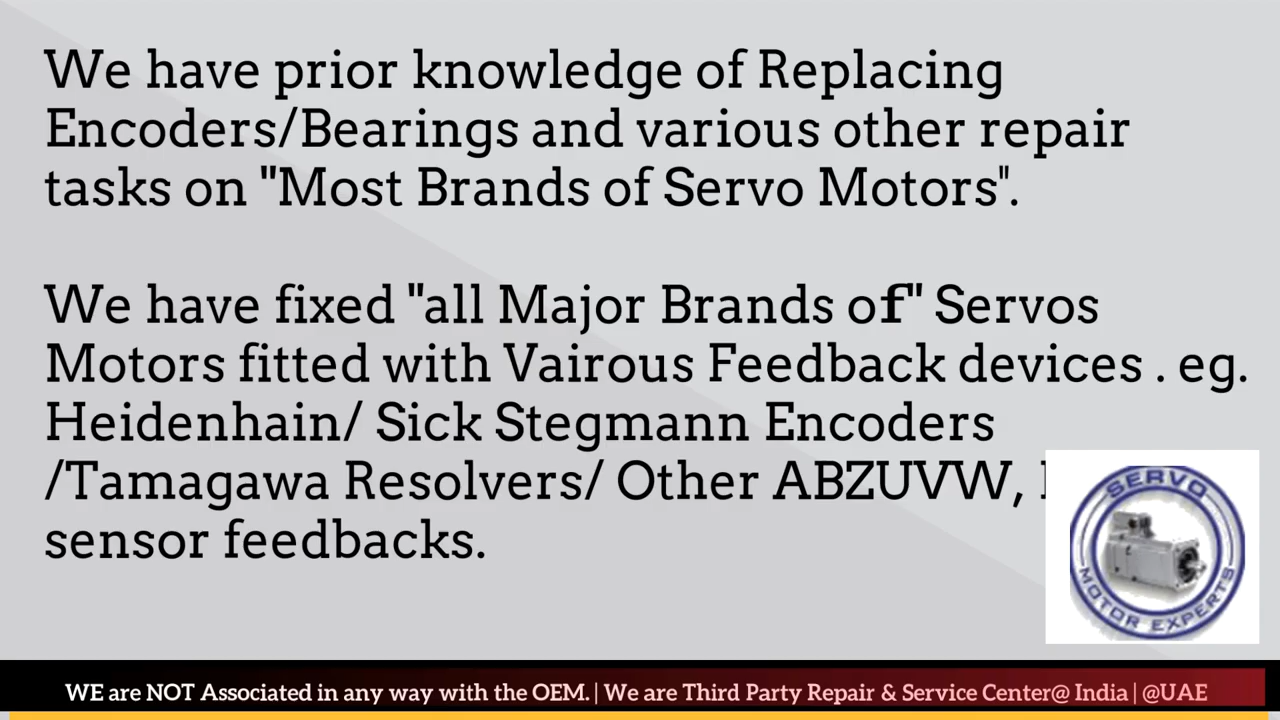 We have prior knowledge of Replacing
Encoders/Bearings and various other repair
tasks on "Most Brands of Servo Motors".
We have fixed "all Major Brands of" Servos
Motors fitted with Vairous Feedback devices . eg.
Heidenhain/ Sick Stegmann Encoders
/Tamagawa Resolvers/ Other ABZUVW,
sensor feedbacks.
SERVO
MOTOR EXPERTS
WE are NOT Associated in any way with the OEM. | We are Third Party Repair & Service Center@ India | @UAE